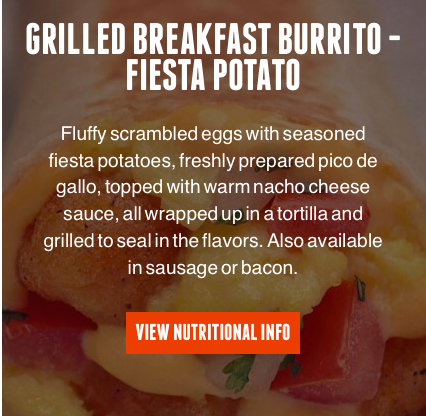 GRILLED BREAKFAST BURRITO -
FIESTA POTATO
Fluffy scrambled eggs with seasoned
fiesta potatoes, freshly prepared pico de
gallo, topped with warm nacho cheese
sauce, all wrapped up in a tortilla and
grilled to seal in the flavors. Also available
in sausage or bacon.
VIEW NUTRITIONAL INFO